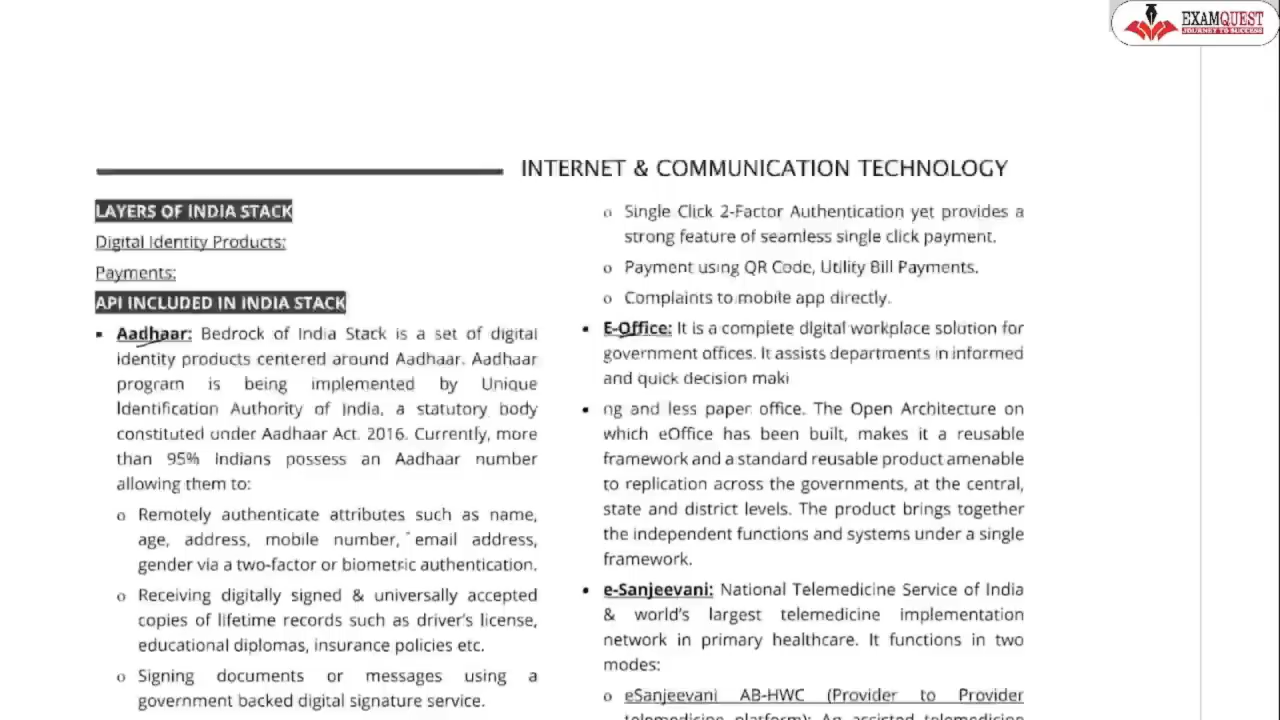 EXAMQUEST
JOURNEY TO SUCCESS
INTERNET & COMMUNICATION TECHNOLOGY
LAYERS OF INDIA STACK
Digital Identity Products:
Payments:
API INCLUDED IN INDIA STACK
▪ Aadhaar: Bedrock of India Stack is a set of digital
identity products centered around Aadhaar. Aadhaar
program is being implemented by Unique
Identification Authority of India, a statutory body
constituted under Aadhaar Act. 2016. Currently, more
than 95% Indians possess an Aadhaar number
allowing them to:
o Remotely authenticate attributes such as name,
age, address, mobile number, email address,
gender via a two-factor or biometric authentication.
o Receiving digitally signed & universally accepted
copies of lifetime records such as driver's license,
educational diplomas, insurance policies etc.
o Signing documents or messages using a
government backed digital signature service.
o Single Click 2-Factor Authentication yet provides a
strong feature of seamless single click payment.
o Payment using QR Code, Utility Bill Payments.
o Complaints to mobile app directly.
▪ E-Office: It is a complete digital workplace solution for
government offices. It assists departments in informed
and quick decision maki
▪ ng and less paper office. The Open Architecture on
which eOffice has been built, makes it a reusable
framework and a standard reusable product amenable
to replication across the governments, at the central,
state and district levels. The product brings together
the independent functions and systems under a single
framework.
▪ e-Sanjeevani: National Telemedicine Service of India
& world's largest telemedicine implementation
network in primary healthcare. It functions in two
modes:
o eSanjeevani AB-HWC (Provider to Provider
telemedicine platform): An assisted telemedicine